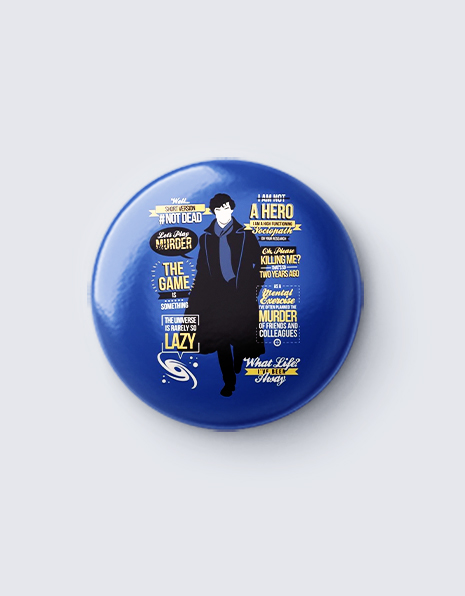 Well...
SHORT VERSION
#NOT DEAD
Let's Play
MURDER
THE
GAME
IS
SOMETHING
THE UNIVERSE
IS RARELY SO
LAZY
I AM NOT
A HERO
I AM A HIGH FUNCTIONING
Sociopath
DO YOUR RESEARCH
Oh, Please
KILLING ME?
THAT'S SO
TWO YEARS AGO
AS A
Mental
Exercise
I'VE OFTEN PLANNED THE
MURDER
OF FRIENDS AND
COLLEAGUES
What Life?
I'VE BEEN
Away